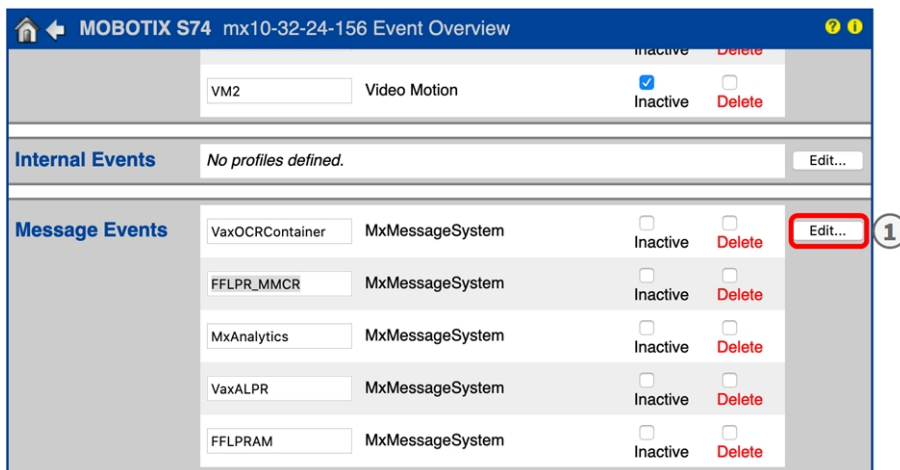 MOBOTIX S74 mx10-32-24-156 Event Overview ? i
Inactive Delete
VM2 Video Motion Inactive Delete
Internal Events No profiles defined. Edit...
Message Events VaxOCRContainer MxMessageSystem Inactive Delete Edit... 1
FFLPR_MMCR MxMessageSystem Inactive Delete
MxAnalytics MxMessageSystem Inactive Delete
VaxALPR MxMessageSystem Inactive Delete
FFLPRAM MxMessageSystem Inactive Delete